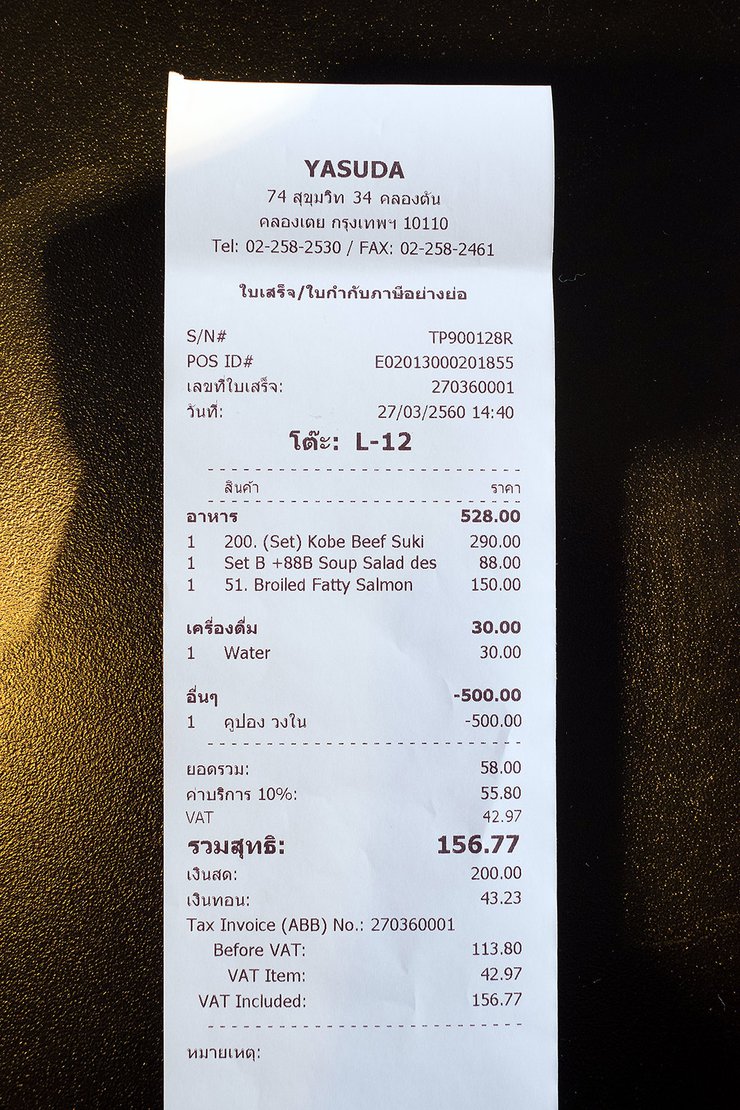 YASUDA
74 สุขุมวิท 34 คลองตัน
คลองเตย กรุงเทพฯ 10110
Tel: 02-258-2530 / FAX: 02-258-2461
ใบเสร็จ/ใบกำกับภาษีอย่างย่อ
S/N# TP900128R
POS ID# E02013000201855
เลขที่ใบเสร็จ: 270360001
วันที่: 27/03/2560 14:40
โต๊ะ: L-12
สินค้า ราคา
อาหาร 528.00
1 200. (Set) Kobe Beef Suki 290.00
1 Set B +88B Soup Salad des 88.00
1 51. Broiled Fatty Salmon 150.00
เครื่องดื่ม 30.00
1 Water 30.00
อื่นๆ -500.00
1 คูปอง วงใน -500.00
ยอดรวม: 58.00
ค่าบริการ 10%: 55.80
VAT 42.97
รวมสุทธิ: 156.77
เงินสด: 200.00
เงินทอน: 43.23
Tax Invoice (ABB) No.: 270360001
Before VAT: 113.80
VAT Item: 42.97
VAT Included: 156.77
หมายเหตุ: